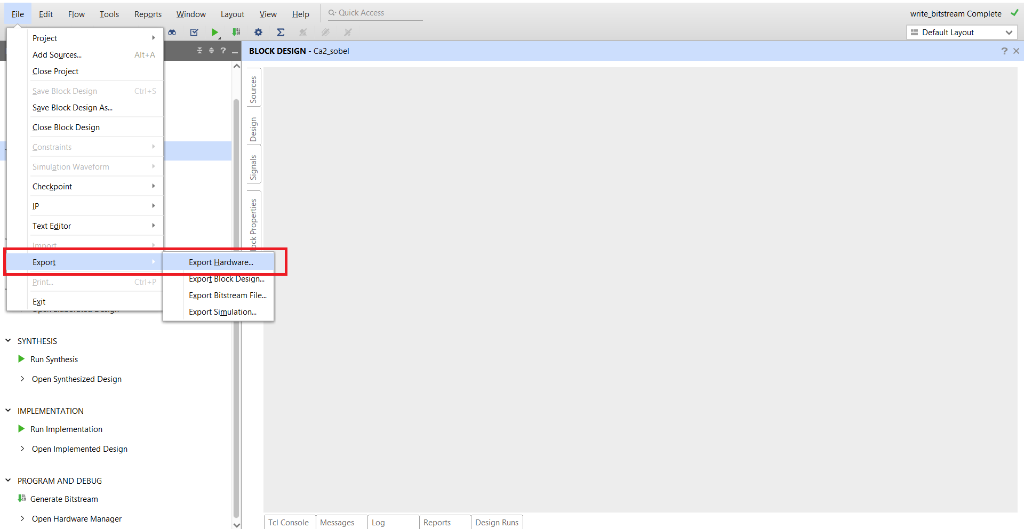 File Edit Flow Tools Reports Window Layout View Help Quick Access write_bitstream Complete
Default Layout
BLOCK DESIGN - Ca2_sobel
Project
Add Sources... Alt+A
Close Project
Save Block Design Ctrl+S
Save Block Design As...
Close Block Design
Constraints
Simulation Waveform
Checkpoint
IP
Text Editor
Import
Export
Print... Ctrl+P
Exit
Export Hardware...
Export Block Design...
Export Bitstream File...
Export Simulation...
Sources
Design
Signals
ock Properties
SYNTHESIS
Run Synthesis
Open Synthesized Design
IMPLEMENTATION
Run Implementation
Open Implemented Design
PROGRAM AND DEBUG
Generate Bitstream
Open Hardware Manager
Tcl Console Messages Log Reports Design Runs